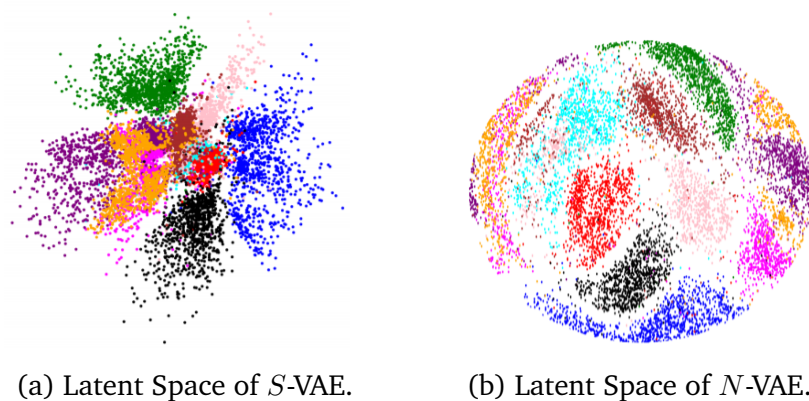 (a) Latent Space of S-VAE.
(b) Latent Space of N-VAE.